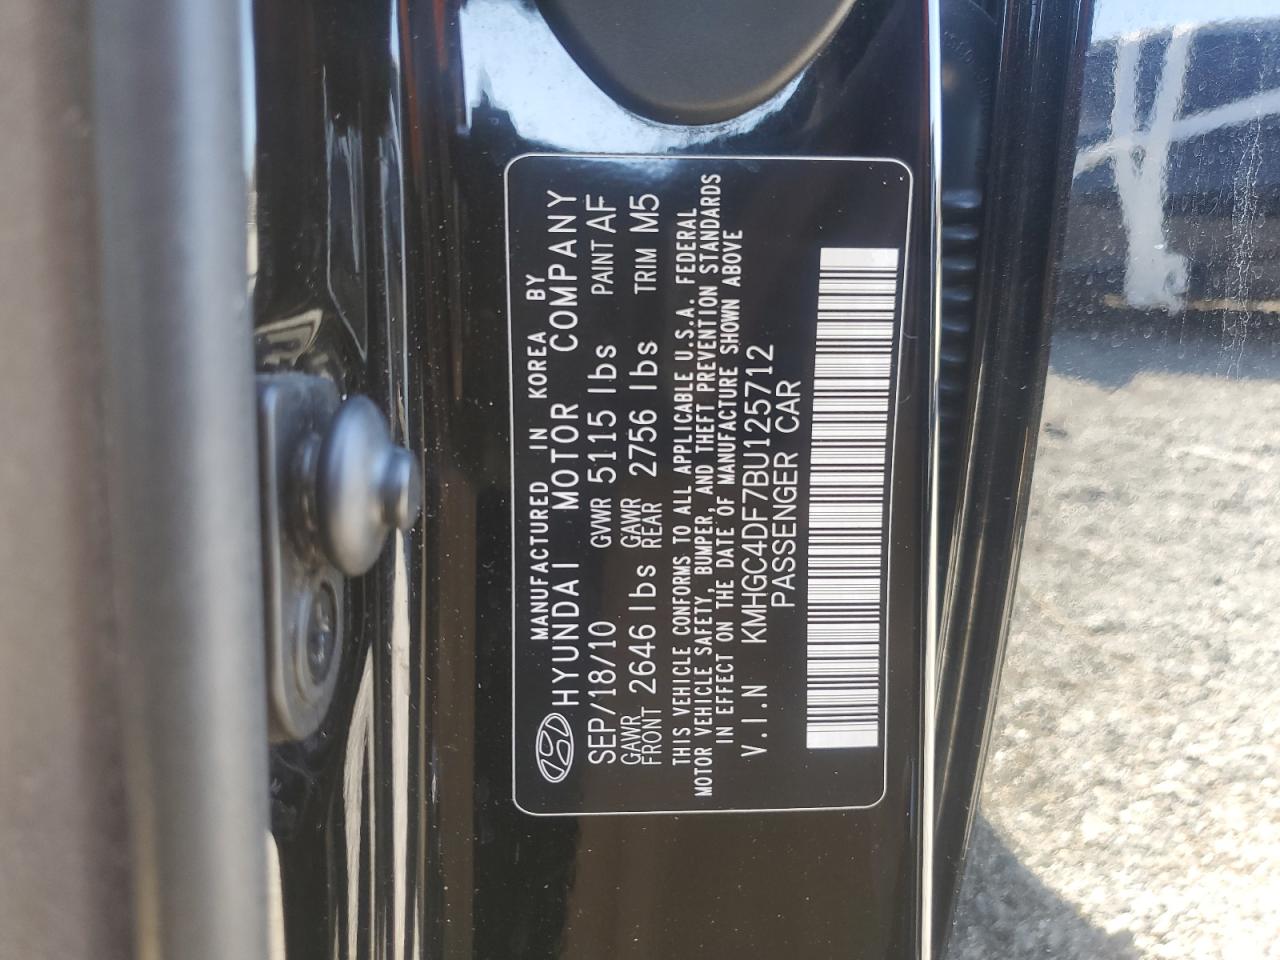 MANUFACTURED IN KOREA BY
HYUNDAI MOTOR COMPANY
SEP/18/10 GVWR 5115 lbs PAINT AF
GAWR FRONT 2646 lbs GAWR REAR 2756 lbs TRIM M5
THIS VEHICLE CONFORMS TO ALL APPLICABLE U.S.A. FEDERAL
MOTOR VEHICLE SAFETY, BUMPER, AND THEFT PREVENTION STANDARDS
IN EFFECT ON THE DATE OF MANUFACTURE SHOWN ABOVE
V.I.N KMHGC4DF7BU125712
PASSENGER CAR